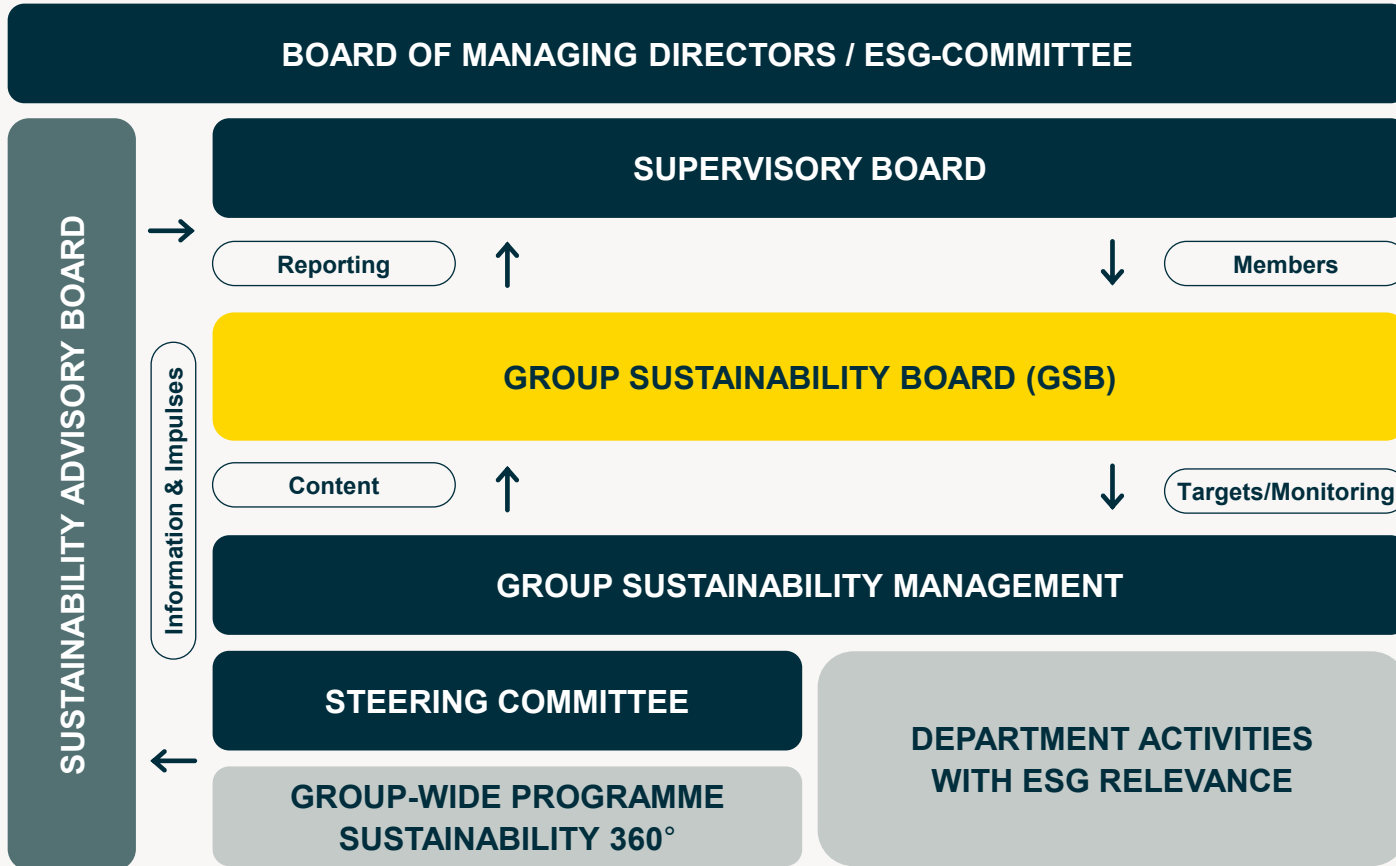 BOARD OF MANAGING DIRECTORS / ESG-COMMITTEE
SUSTAINABILITY ADVISORY BOARD
SUPERVISORY BOARD
Reporting
Members
Information & Impulses
GROUP SUSTAINABILITY BOARD (GSB)
Content
Targets/Monitoring
GROUP SUSTAINABILITY MANAGEMENT
STEERING COMMITTEE
DEPARTMENT ACTIVITIES
WITH ESG RELEVANCE
GROUP-WIDE PROGRAMME
SUSTAINABILITY 360°